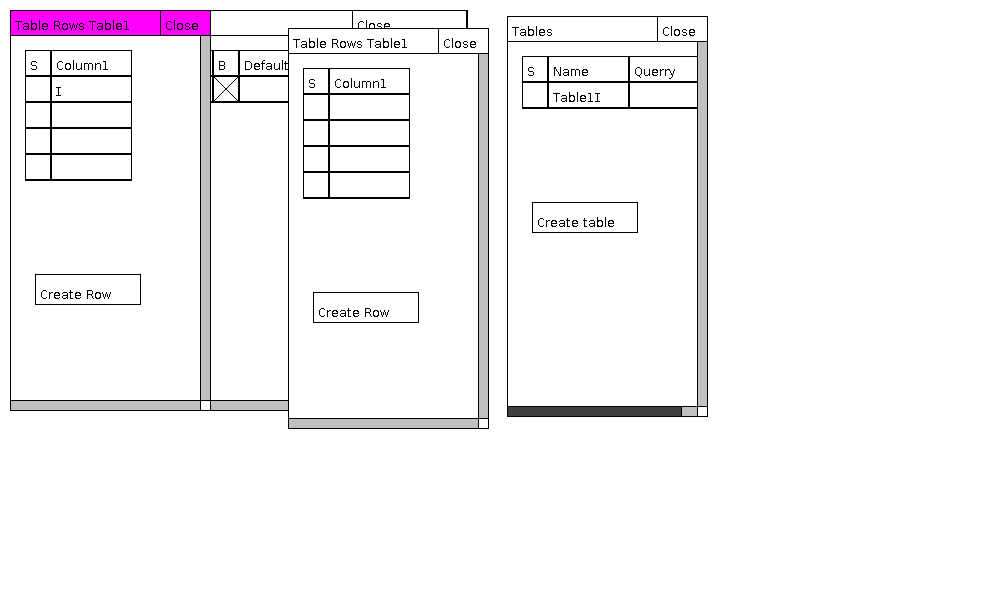 Table Rows Table1 Close
S Column1
I
Create Row
Close
B Default
Table Rows Table1 Close
S Column1
Create Row
Tables Close
S Name Querry
Table1I
Create table